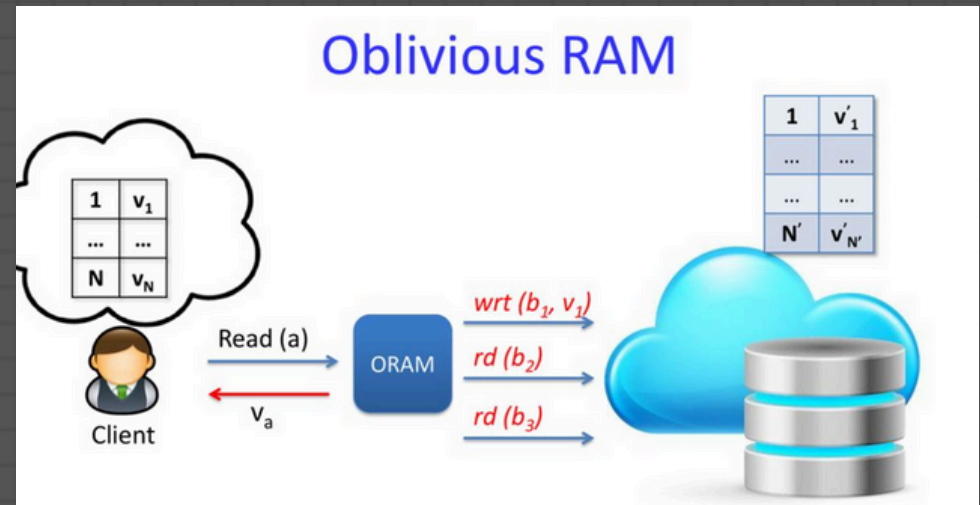 Oblivious RAM
1 v'₁
... ...
... ...
N' v'N'
1 v₁
... ...
N vN
Read (a)
vₐ
Client
ORAM
wrt (b₁, v₁)
rd (b₂)
rd (b₃)